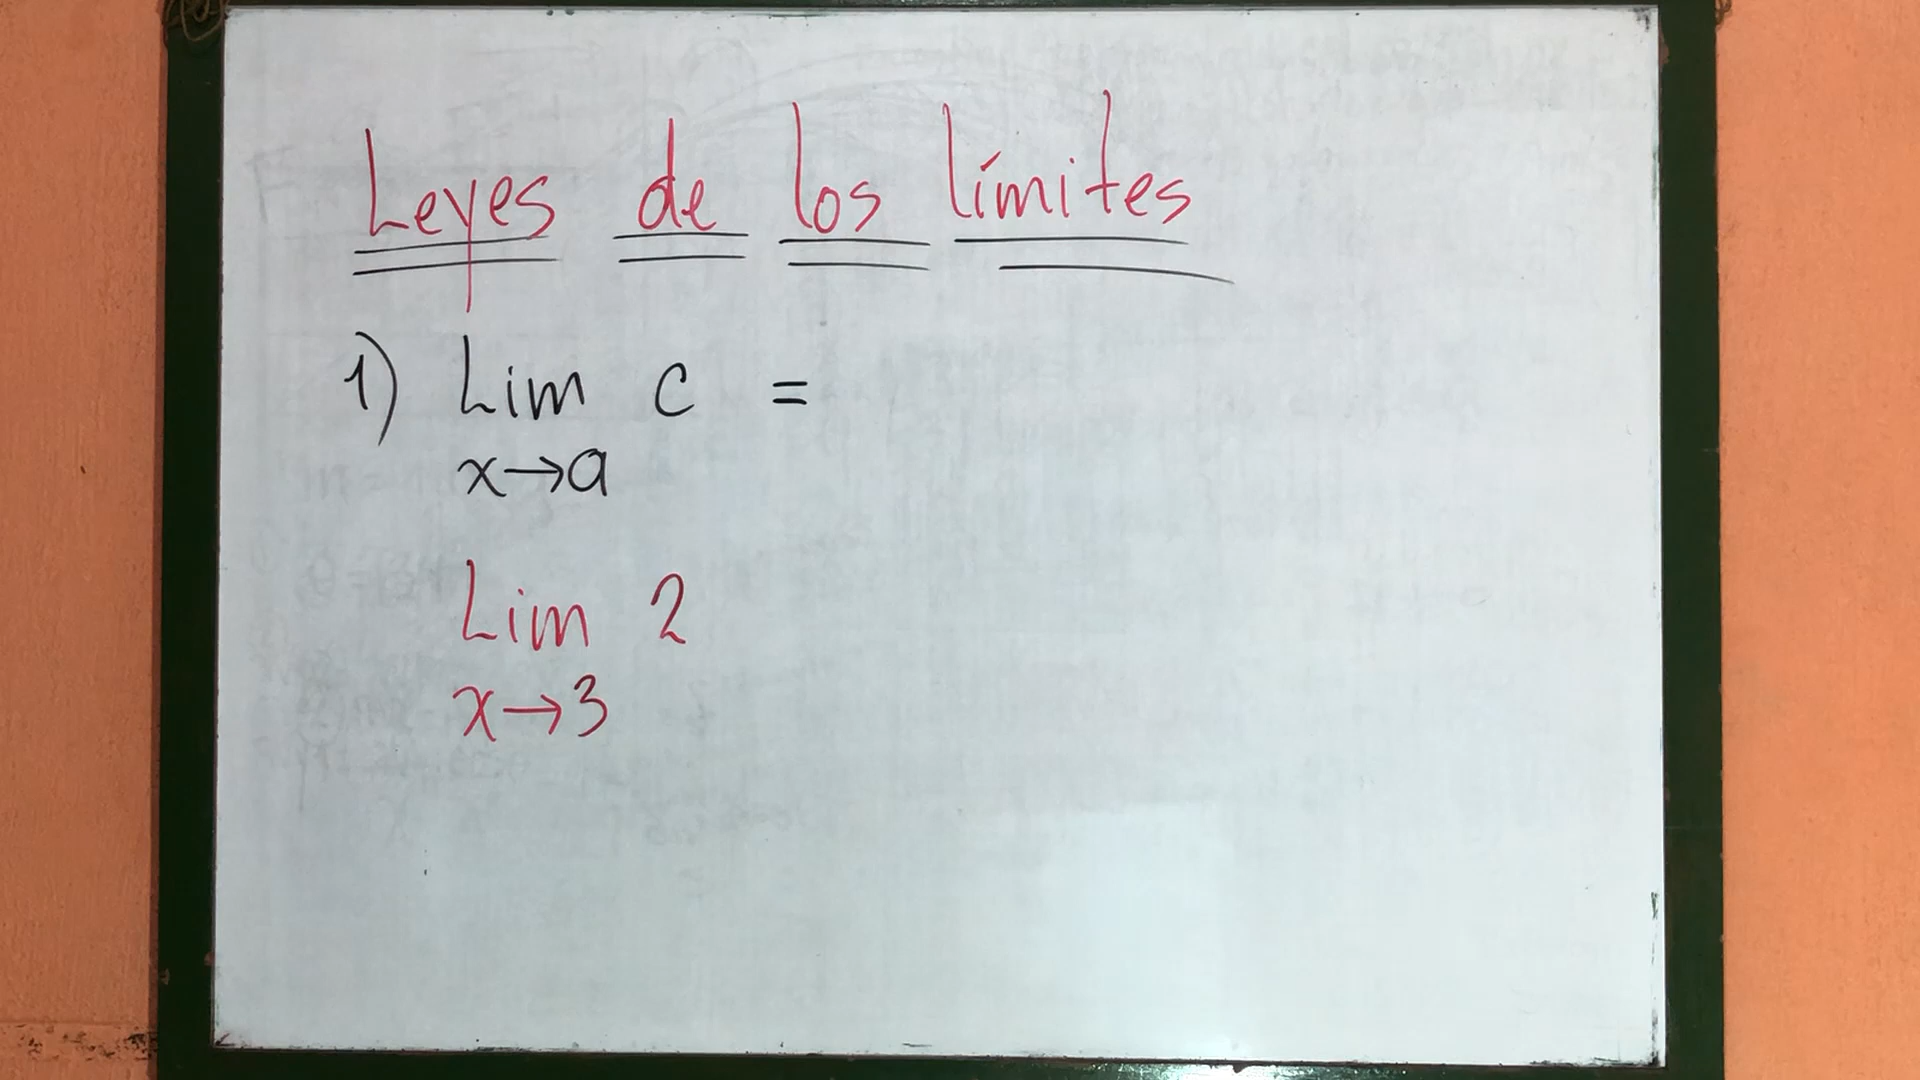 Leyes de los límites
1) Lim c =
x→a
Lim 2
x→3